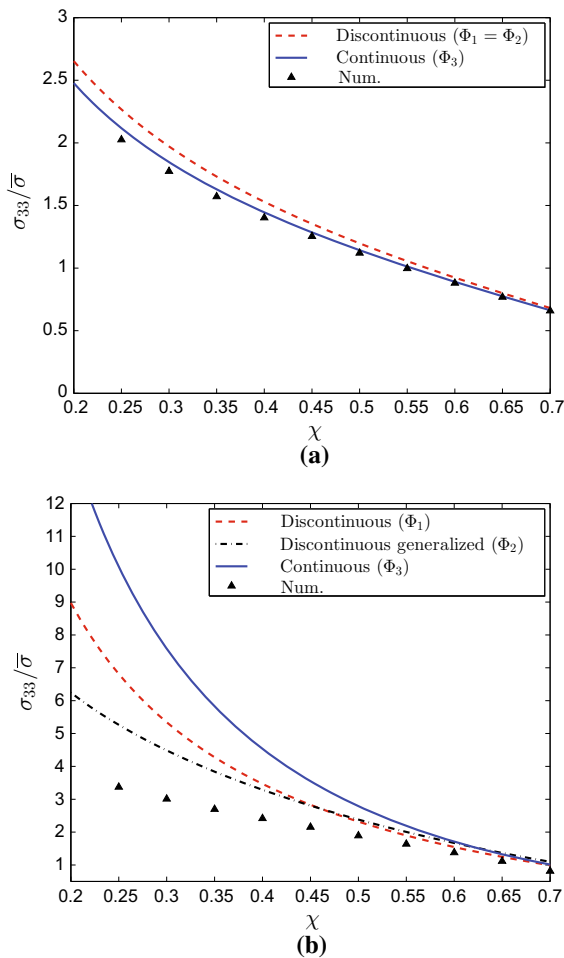 3
2.5
2
1.5
1
0.5
0
σ33/σ̅
Discontinuous (Φ1 = Φ2)
Continuous (Φ3)
Num.
0.2 0.25 0.3 0.35 0.4 0.45 0.5 0.55 0.6 0.65 0.7
χ
(a)
12
11
10
9
8
7
6
5
4
3
2
1
σ33/σ̅
Discontinuous (Φ1)
Discontinuous generalized (Φ2)
Continuous (Φ3)
Num.
0.2 0.25 0.3 0.35 0.4 0.45 0.5 0.55 0.6 0.65 0.7
χ
(b)